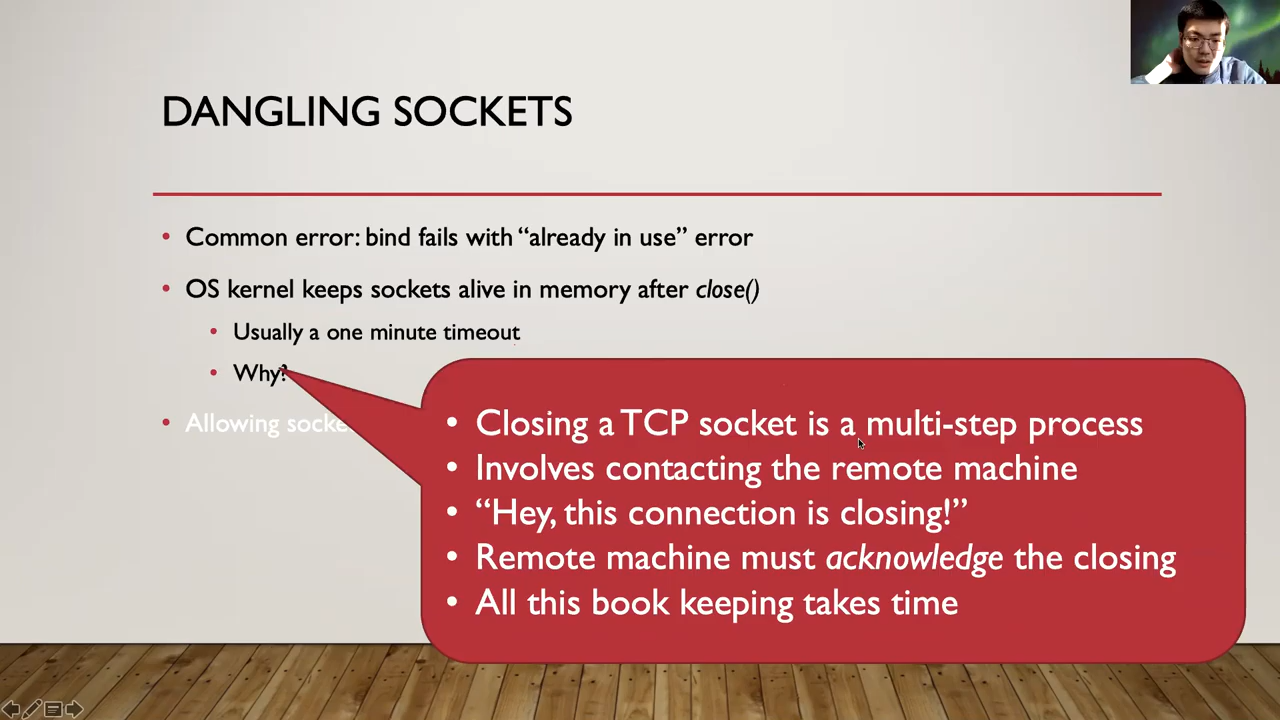 DANGLING SOCKETS
• Common error: bind fails with “already in use” error
• OS kernel keeps sockets alive in memory after close()
• Usually a one minute timeout
• Why?
• Allowing socke
• Closing a TCP socket is a multi-step process
• Involves contacting the remote machine
• “Hey, this connection is closing!”
• Remote machine must acknowledge the closing
• All this book keeping takes time